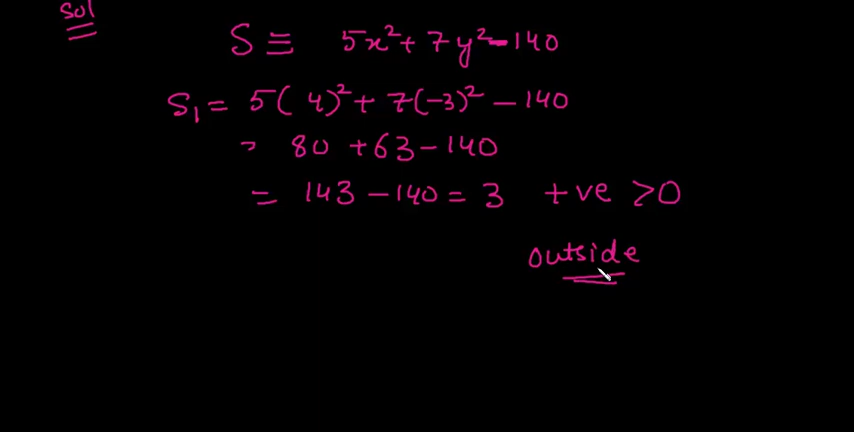 Sol
S ≡ 5x² + 7y² - 140
S₁ = 5(4)² + 7(-3)² - 140
= 80 + 63 - 140
= 143 - 140 = 3 +ve >0
outside